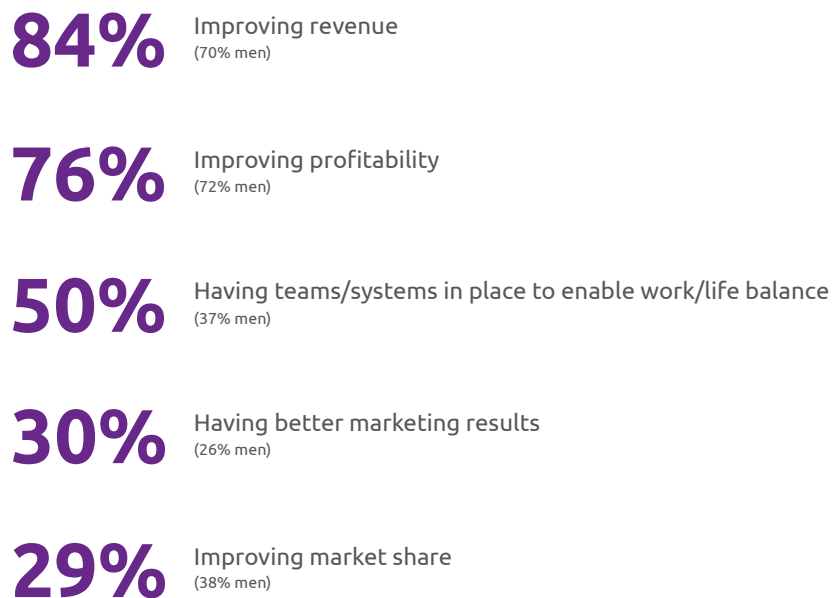 84%
Improving revenue
(70% men)
76%
Improving profitability
(72% men)
50%
Having teams/systems in place to enable work/life balance
(37% men)
30%
Having better marketing results
(26% men)
29%
Improving market share
(38% men)